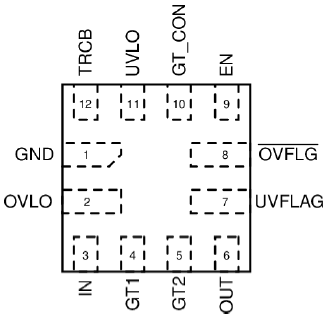 TRCB
UVLO
GT_CON
EN
12
11
10
9
GND
1
8
OVFLG
OVLO
2
7
UVFLAG
3
4
5
6
IN
GT1
GT2
OUT